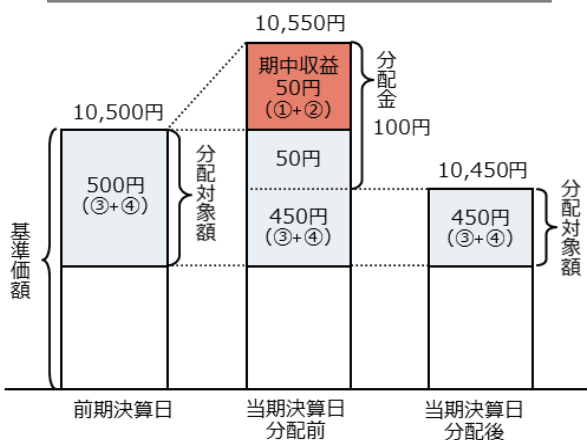 10,550円
期中収益
50円
(①+②)
分配金
100円
50円
450円
(③+④)
10,500円
500円
(③+④)
分配対象額
基準価額
10,450円
450円
(③+④)
分配対象額
前期決算日
当期決算日
分配前
当期決算日
分配後